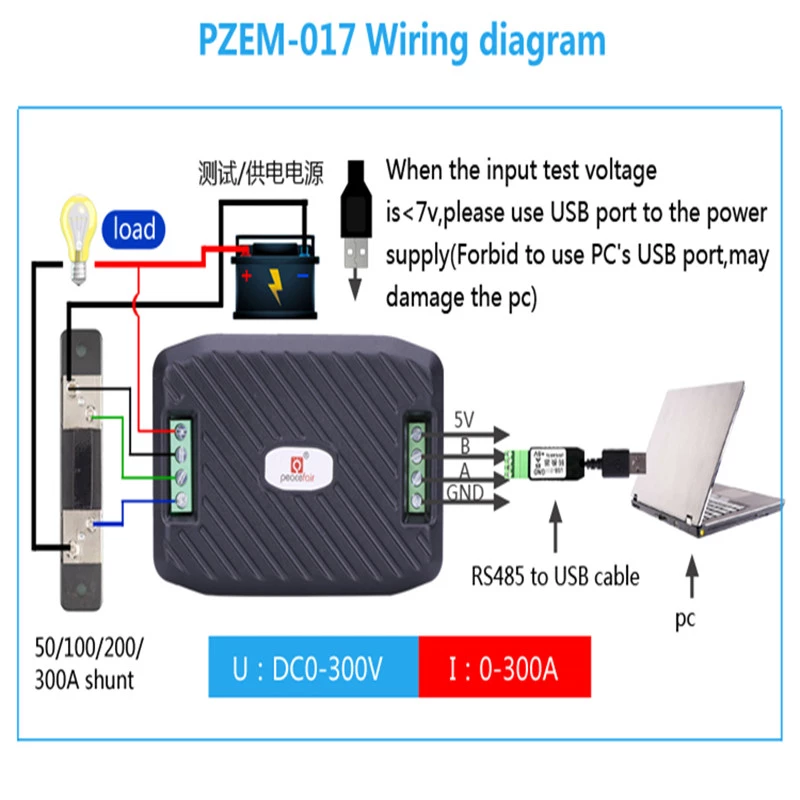 PZEM-017 Wiring diagram
测试/供电电源
load
When the input test voltage
is<7v,please use USB port to the power
supply(Forbid to use PC's USB port,may
damage the pc)
+
-
5V
B
A
GND
peacefair
RS485 to USB cable
pc
50/100/200/
300A shunt
U : DC0-300V
I : 0-300A